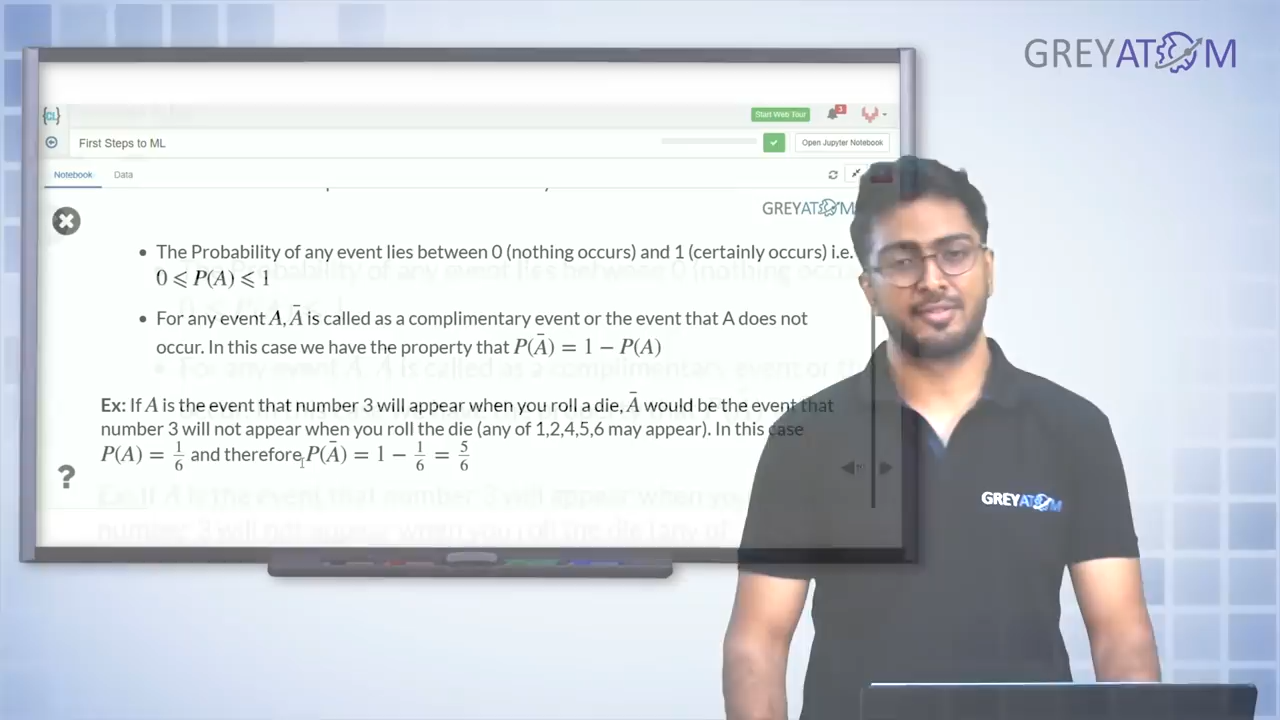 GREYATOM
{CL}
Start Web Tour
3
First Steps to ML
Open Jupyter Notebook
Notebook Data
GREYATOM
• The Probability of any event lies between 0 (nothing occurs) and 1 (certainly occurs) i.e.
0 ⩽ P(A) ⩽ 1
• For any event A, Ā is called as a complimentary event or the event that A does not
occur. In this case we have the property that P(Ā) = 1 − P(A)
Ex: If A is the event that number 3 will appear when you roll a die, Ā would be the event that
number 3 will not appear when you roll the die (any of 1,2,4,5,6 may appear). In this case
P(A) = 1/6 and therefore P(Ā) = 1 − 1/6 = 5/6
?
GREYATOM